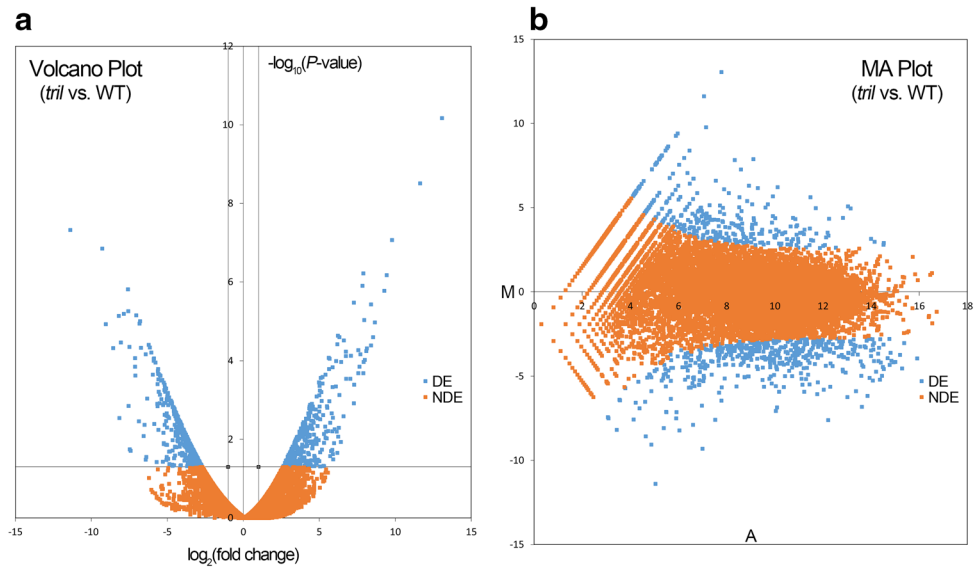 a
Volcano Plot
(tril vs. WT)
-log10(P-value)
12
10
8
6
4
2
0
-15
-10
-5
0
5
10
15
log2(fold change)
DE
NDE
b
MA Plot
(tril vs. WT)
15
10
5
0
-5
-10
-15
M
0
2
4
6
8
10
12
14
16
18
A
DE
NDE